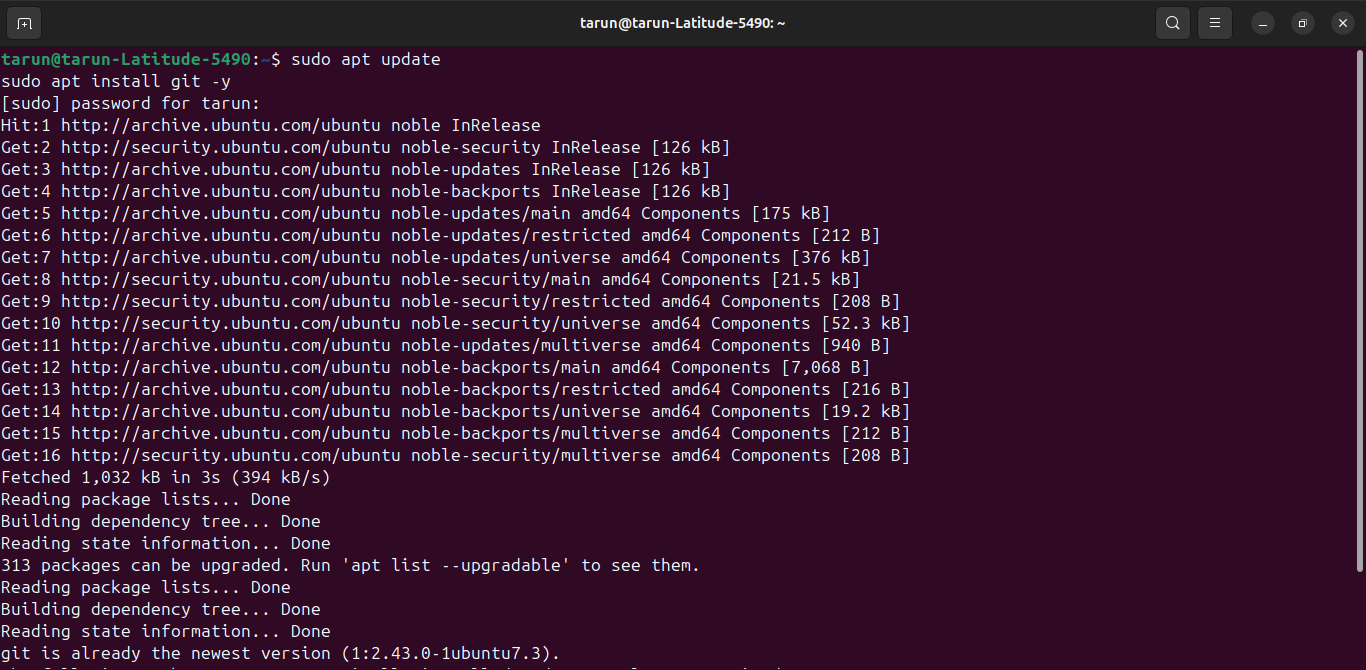 tarun@tarun-Latitude-5490: ~
tarun@tarun-Latitude-5490:~$ sudo apt update
sudo apt install git -y
[sudo] password for tarun:
Hit:1 http://archive.ubuntu.com/ubuntu noble InRelease
Get:2 http://security.ubuntu.com/ubuntu noble-security InRelease [126 kB]
Get:3 http://archive.ubuntu.com/ubuntu noble-updates InRelease [126 kB]
Get:4 http://archive.ubuntu.com/ubuntu noble-backports InRelease [126 kB]
Get:5 http://archive.ubuntu.com/ubuntu noble-updates/main amd64 Components [175 kB]
Get:6 http://archive.ubuntu.com/ubuntu noble-updates/restricted amd64 Components [212 B]
Get:7 http://archive.ubuntu.com/ubuntu noble-updates/universe amd64 Components [376 kB]
Get:8 http://security.ubuntu.com/ubuntu noble-security/main amd64 Components [21.5 kB]
Get:9 http://security.ubuntu.com/ubuntu noble-security/restricted amd64 Components [208 B]
Get:10 http://security.ubuntu.com/ubuntu noble-security/universe amd64 Components [52.3 kB]
Get:11 http://archive.ubuntu.com/ubuntu noble-updates/multiverse amd64 Components [940 B]
Get:12 http://archive.ubuntu.com/ubuntu noble-backports/main amd64 Components [7,068 B]
Get:13 http://archive.ubuntu.com/ubuntu noble-backports/restricted amd64 Components [216 B]
Get:14 http://archive.ubuntu.com/ubuntu noble-backports/universe amd64 Components [19.2 kB]
Get:15 http://archive.ubuntu.com/ubuntu noble-backports/multiverse amd64 Components [212 B]
Get:16 http://security.ubuntu.com/ubuntu noble-security/multiverse amd64 Components [208 B]
Fetched 1,032 kB in 3s (394 kB/s)
Reading package lists... Done
Building dependency tree... Done
Reading state information... Done
313 packages can be upgraded. Run 'apt list --upgradable' to see them.
Reading package lists... Done
Building dependency tree... Done
Reading state information... Done
git is already the newest version (1:2.43.0-1ubuntu7.3).